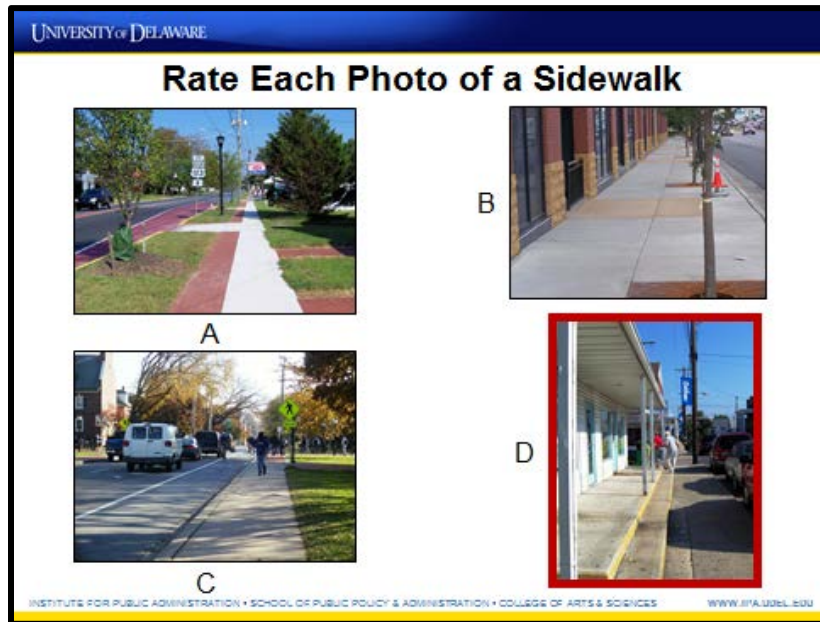 UNIVERSITY OF DELAWARE
Rate Each Photo of a Sidewalk
A
B
C
D
INSTITUTE FOR PUBLIC ADMINISTRATION • SCHOOL OF PUBLIC POLICY & ADMINISTRATION • COLLEGE OF ARTS & SCIENCES WWW.IPA.UDEL.EDU